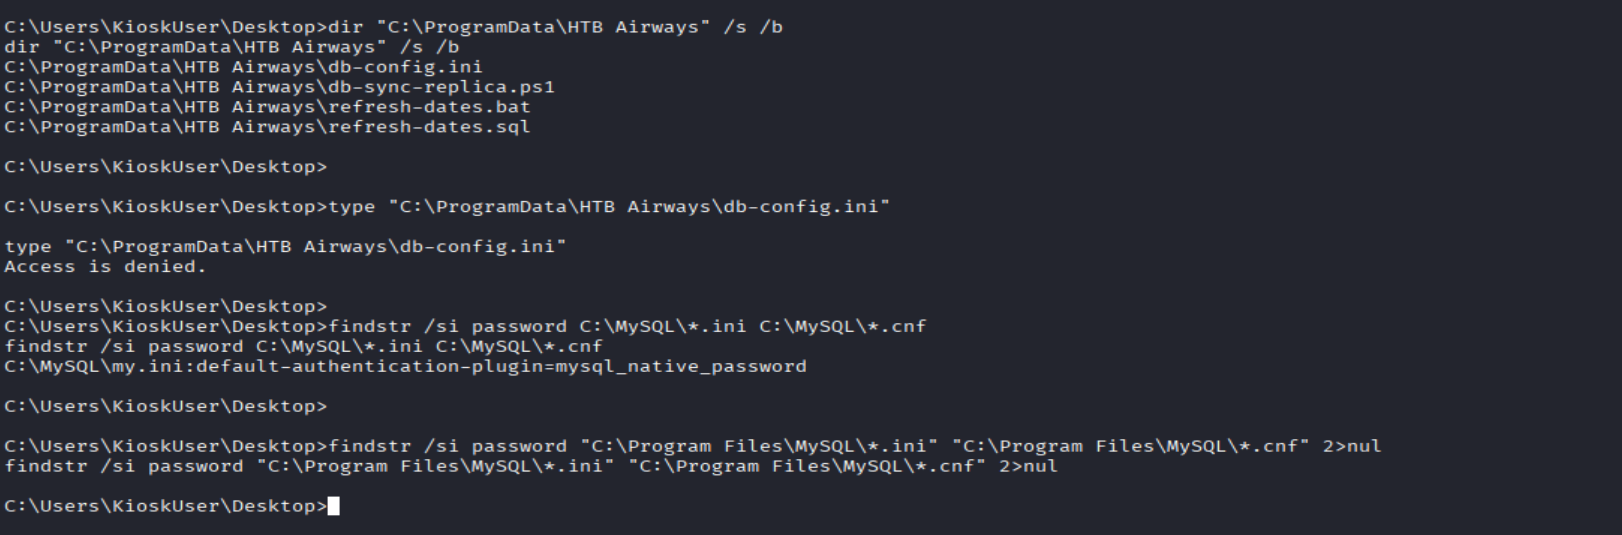 C:\Users\KioskUser\Desktop>dir "C:\ProgramData\HTB Airways" /s /b
dir "C:\ProgramData\HTB Airways" /s /b
C:\ProgramData\HTB Airways\db-config.ini
C:\ProgramData\HTB Airways\db-sync-replica.ps1
C:\ProgramData\HTB Airways\refresh-dates.bat
C:\ProgramData\HTB Airways\refresh-dates.sql
C:\Users\KioskUser\Desktop>
C:\Users\KioskUser\Desktop>type "C:\ProgramData\HTB Airways\db-config.ini"
type "C:\ProgramData\HTB Airways\db-config.ini"
Access is denied.
C:\Users\KioskUser\Desktop>
C:\Users\KioskUser\Desktop>findstr /si password C:\MySQL\*.ini C:\MySQL\*.cnf
findstr /si password C:\MySQL\*.ini C:\MySQL\*.cnf
C:\MySQL\my.ini:default-authentication-plugin=mysql_native_password
C:\Users\KioskUser\Desktop>
C:\Users\KioskUser\Desktop>findstr /si password "C:\Program Files\MySQL\*.ini" "C:\Program Files\MySQL\*.cnf" 2>nul
findstr /si password "C:\Program Files\MySQL\*.ini" "C:\Program Files\MySQL\*.cnf" 2>nul
C:\Users\KioskUser\Desktop>